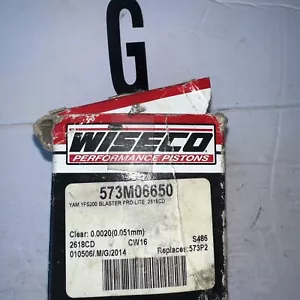 G
WISECO
PERFORMANCE PISTONS
573M06650
YAM YFS200 BLASTER PRO-LITE 2618CD
Clear: 0.0020(0.051mm)
2618CD CW16 S486
010506/.M/G/2014 Replaces: 573P2